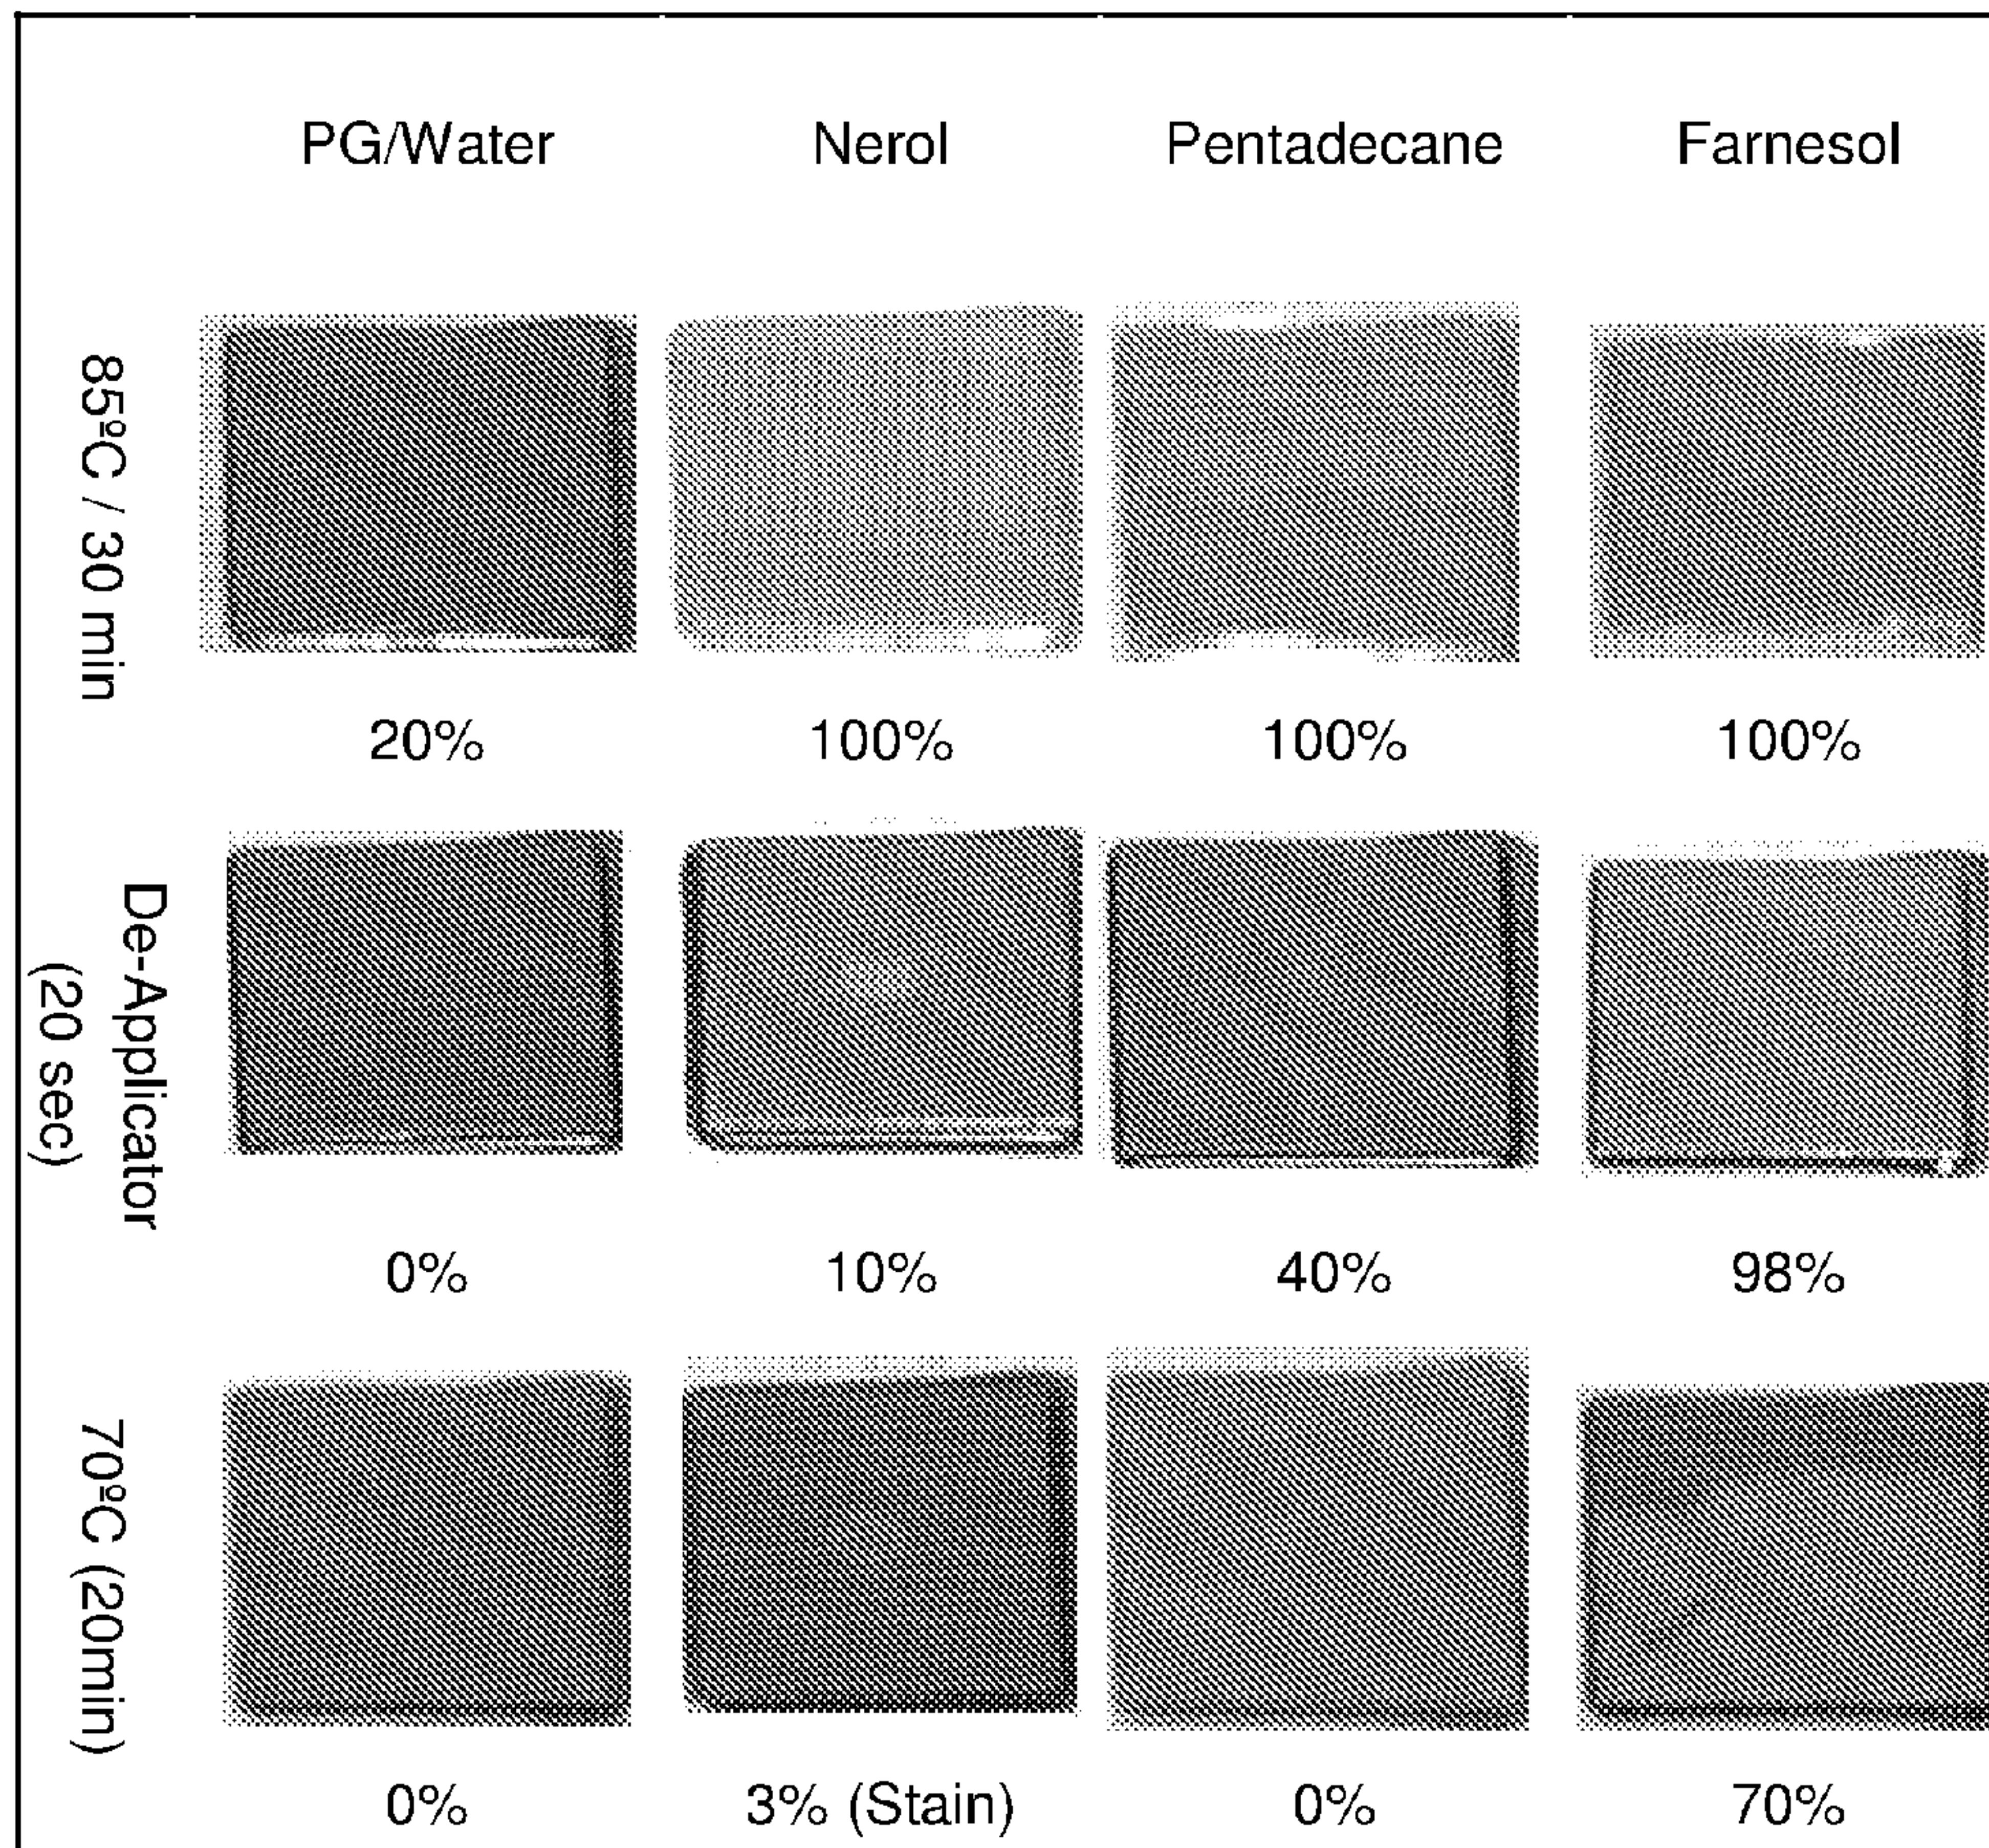 PG/Water Nerol Pentadecane Farnesol
85ºC / 30 min
20% 100% 100% 100%
De-Applicator
(20 sec)
0% 10% 40% 98%
70ºC (20min)
0% 3% (Stain) 0% 70%